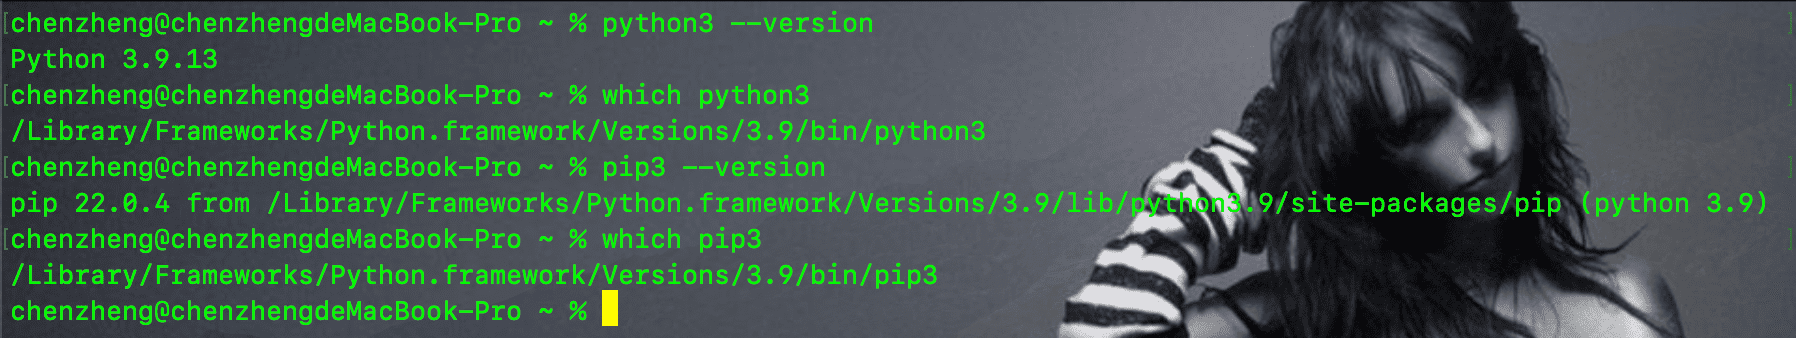 [chenzheng@chenzhengdeMacBook-Pro ~ % python3 --version ]
Python 3.9.13
[chenzheng@chenzhengdeMacBook-Pro ~ % which python3 ]
/Library/Frameworks/Python.framework/Versions/3.9/bin/python3
[chenzheng@chenzhengdeMacBook-Pro ~ % pip3 --version ]
pip 22.0.4 from /Library/Frameworks/Python.framework/Versions/3.9/lib/python3.9/site-packages/pip (python 3.9)
[chenzheng@chenzhengdeMacBook-Pro ~ % which pip3 ]
/Library/Frameworks/Python.framework/Versions/3.9/bin/pip3
chenzheng@chenzhengdeMacBook-Pro ~ %